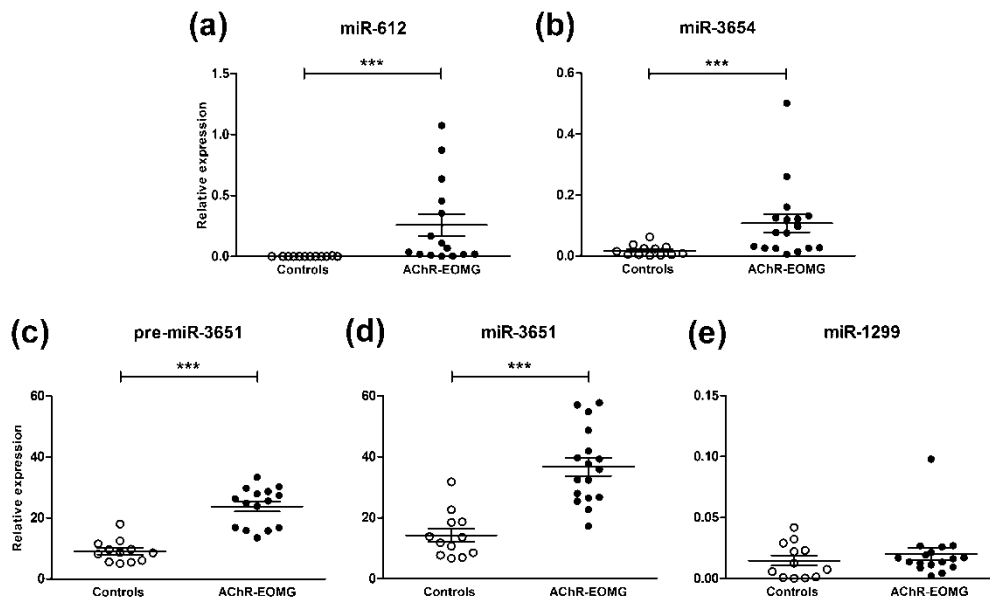 (a) miR-612
(b) miR-3654
***
***
Relative expression
1.5
1.0
0.5
0.0
Controls AChR-EOMG
0.6
0.4
0.2
0.0
Controls AChR-EOMG
(c) pre-miR-3651
(d) miR-3651
(e) miR-1299
***
***
Relative expression
60
40
20
0
Controls AChR-EOMG
60
40
20
0
Controls AChR-EOMG
0.15
0.10
0.05
0.00
Controls AChR-EOMG